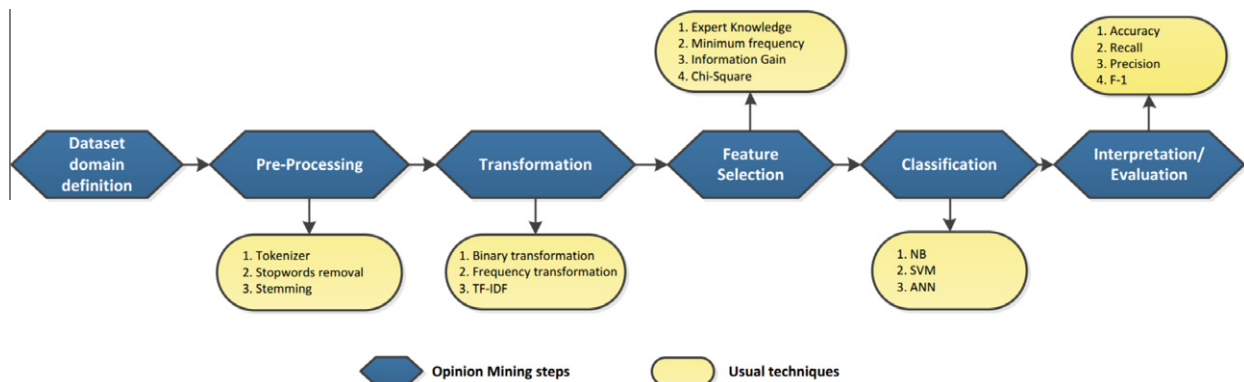 Dataset
domain
definition
Pre-Processing
1. Tokenizer
2. Stopwords removal
3. Stemming
Transformation
1. Binary transformation
2. Frequency transformation
3. TF-IDF
1. Expert Knowledge
2. Minimum frequency
3. Information Gain
4. Chi-Square
Feature
Selection
Classification
1. NB
2. SVM
3. ANN
1. Accuracy
2. Recall
3. Precision
4. F-1
Interpretation/
Evaluation
Opinion Mining steps
Usual techniques